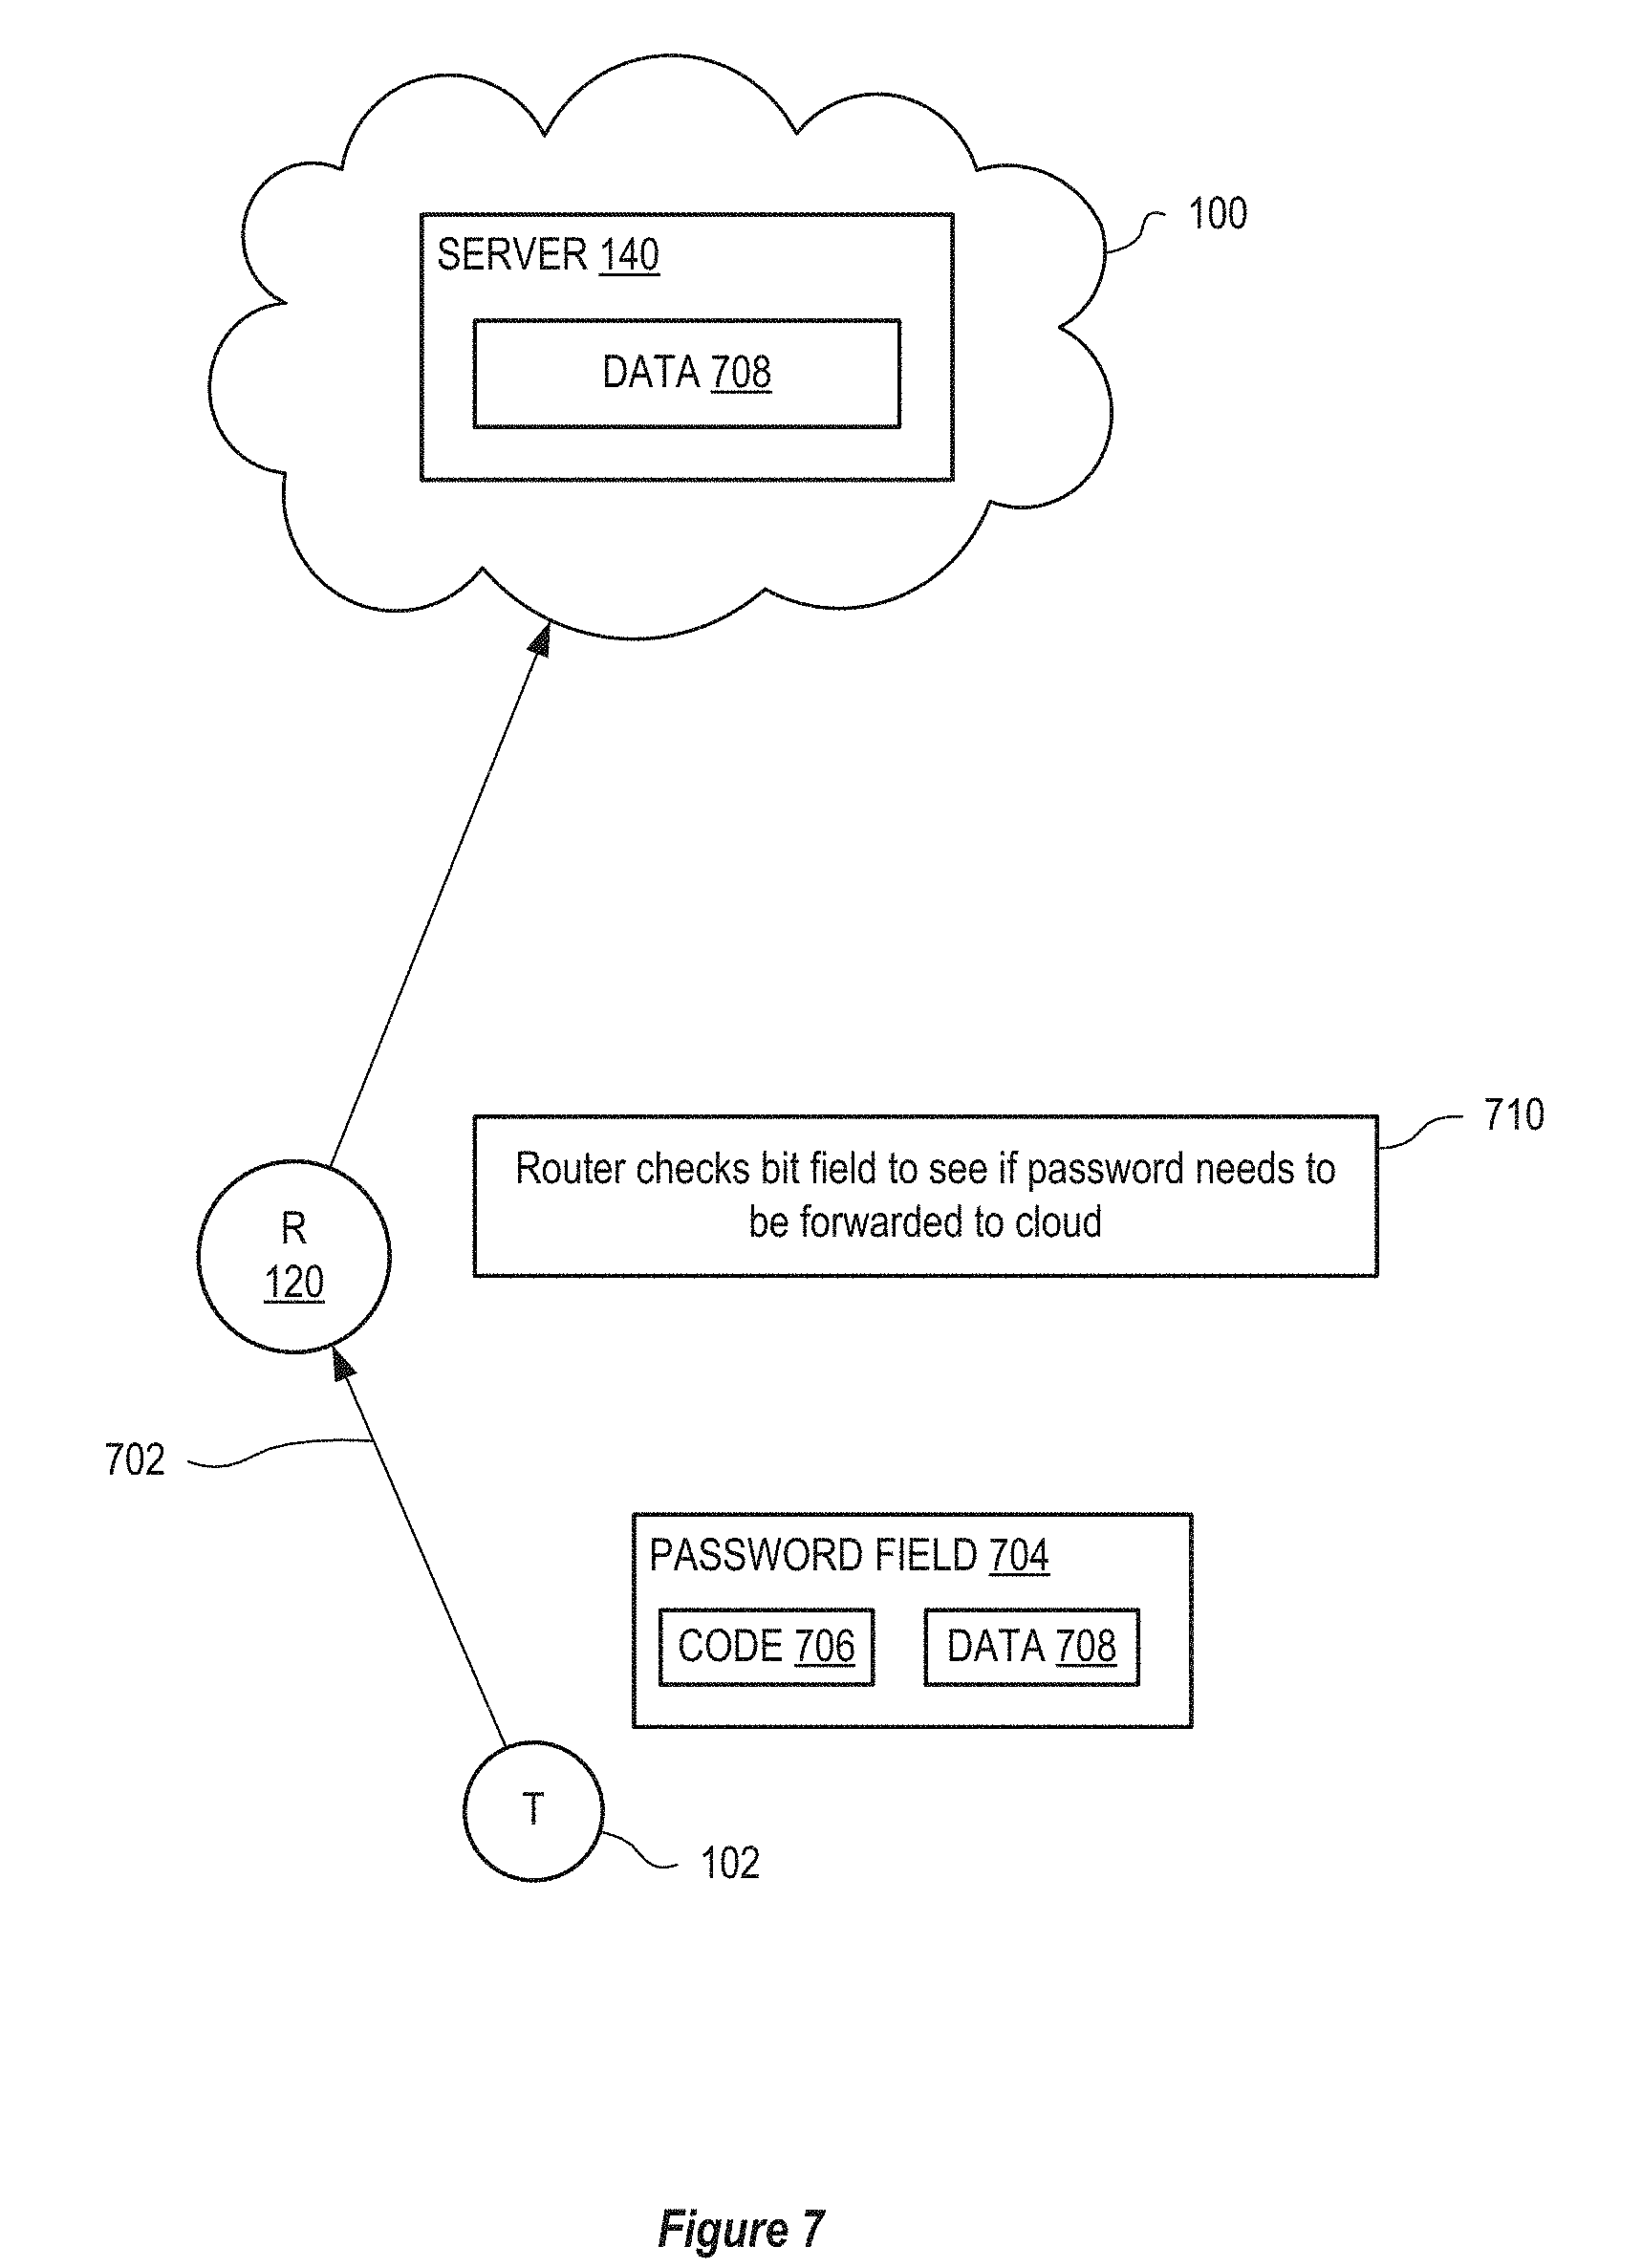 100
SERVER 140
DATA 708
710
Router checks bit field to see if password needs to
be forwarded to cloud
R
120
702
PASSWORD FIELD 704
CODE 706 DATA 708
T
102
Figure 7